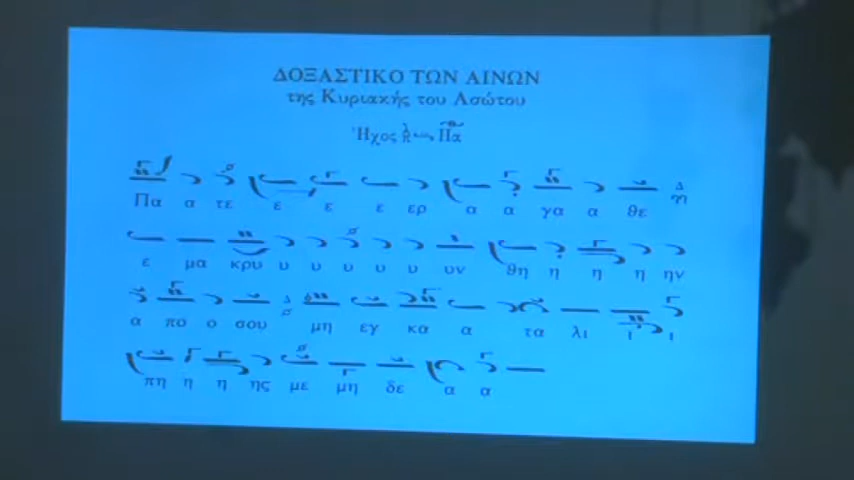 ΔΟΞΑΣΤΙΚΟ ΤΩΝ ΑΙΝΩΝ
της Κυριακής του Ασώτου
Ἦχος Πα
Πα α τε ε ε ε ερ α α γα α θε
ε μα κρυ υ υ υ υ υ υν θη η η η ην
α πο ο σου μη εγ κα α τα λι ι ι
πη η η ης με μη δε α α